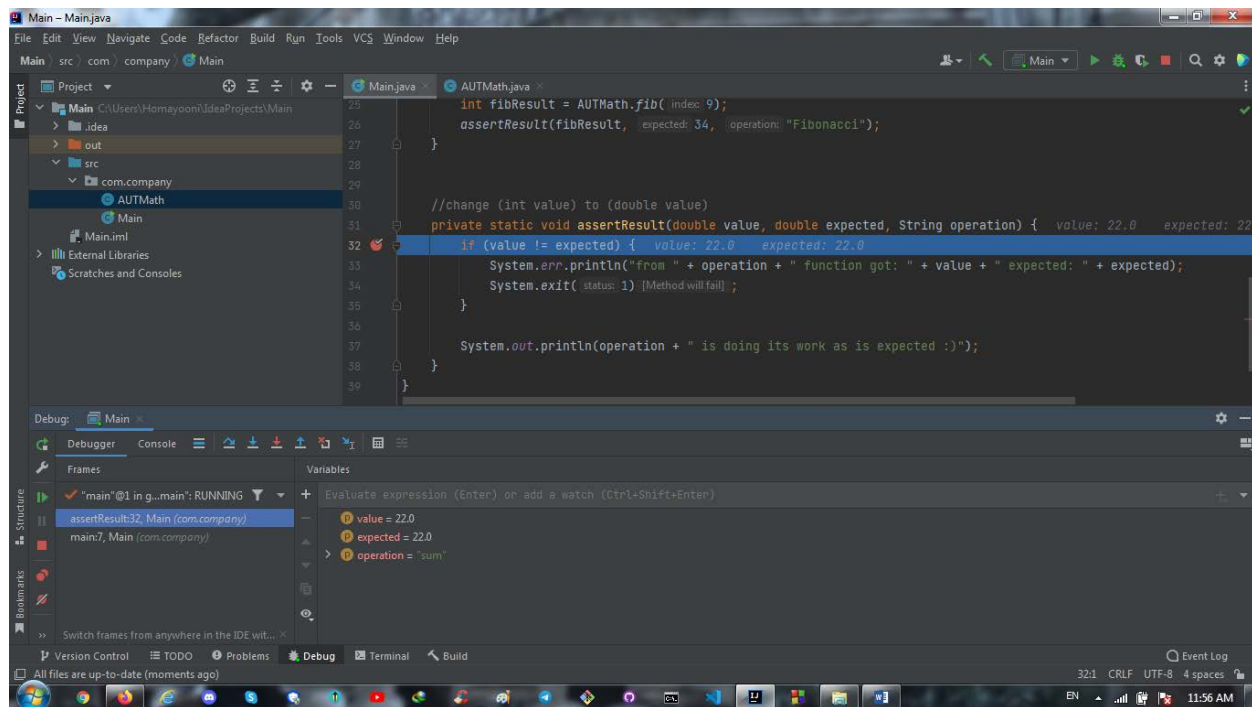 Main – Main.java
File Edit View Navigate Code Refactor Build Run Tools VCS Window Help
Main src com company Main
Main
Project
Main.java
AUTMath.java
Main C:\Users\Homayooni\IdeaProjects\Main
.idea
out
src
com.company
AUTMath
Main
Main.iml
External Libraries
Scratches and Consoles
25 int fibResult = AUTMath.fib( index: 9);
26 assertResult(fibResult, expected: 34, operation: "Fibonacci");
27 }
28
29
30 //change (int value) to (double value)
31 private static void assertResult(double value, double expected, String operation) { value: 22.0 expected: 22
32 if (value != expected) { value: 22.0 expected: 22.0
33 System.err.println("from " + operation + " function got: " + value + " expected: " + expected);
34 System.exit( status: 1) [Method will fail] ;
35 }
36
37 System.out.println(operation + " is doing its work as is expected :)");
38 }
39 }
Debug: Main
Debugger Console
Frames
Variables
"main"@1 in g...main": RUNNING
Evaluate expression (Enter) or add a watch (Ctrl+Shift+Enter)
assertResult:32, Main (com.company)
main:7, Main (com.company)
value = 22.0
expected = 22.0
operation = "sum"
Switch frames from anywhere in the IDE wit...
Project
Structure
Bookmarks
Version Control TODO Problems Debug Terminal Build
Event Log
All files are up-to-date (moments ago)
32:1 CRLF UTF-8 4 spaces
EN
11:56 AM